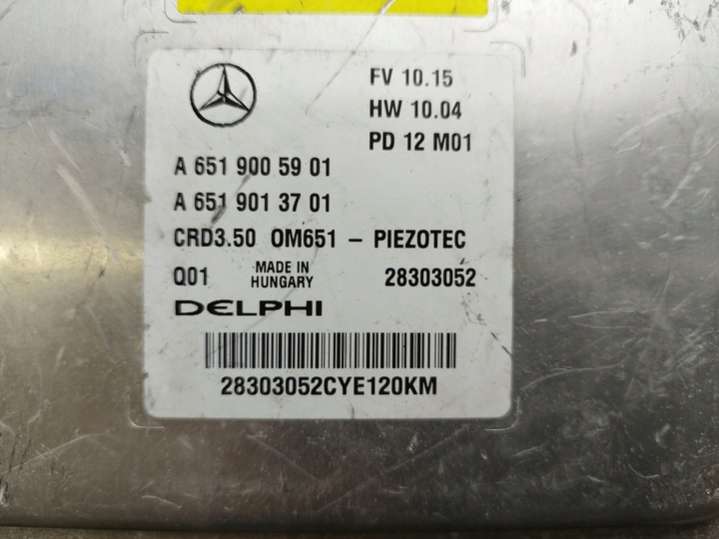 FV 10.15
HW 10.04
PD 12 M01
A 651 900 59 01
A 651 901 37 01
CRD3.50 OM651 – PIEZOTEC
Q01 MADE IN HUNGARY 28303052
DELPHI
28303052CYE120KM